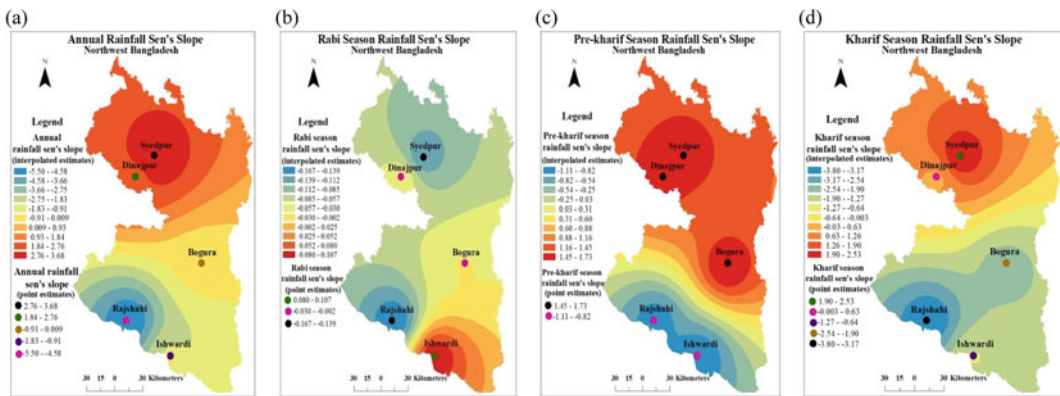 (a)
Annual Rainfall Sen's Slope
Northwest Bangladesh
N
Legend
Annual
rainfall sen's slope
(interpolated estimates)
-5.50 - -4.58
-4.58 - -3.66
-3.66 - -2.75
-2.75 - -1.83
-1.83 - -0.91
-0.91 - 0.009
0.009 - 0.93
0.93 - 1.84
1.84 - 2.76
2.76 - 3.68
Annual rainfall
sen's slope
(point estimates)
2.76 - 3.68
1.84 - 2.76
-0.91 - 0.009
-1.83 - -0.91
-5.50 - -4.58
Syedpur
Dinajpur
Bogura
Rajshahi
Ishwardi
30 15 0 30 Kilometers
(b)
Rabi Season Rainfall Sen's Slope
Northwest Bangladesh
N
Legend
Rabi season
rainfall sen's slope
(interpolated estimates)
-0.167 - -0.139
-0.139 - -0.112
-0.112 - -0.085
-0.085 - -0.057
-0.057 - -0.030
-0.030 - -0.002
-0.002 - 0.025
0.025 - 0.052
0.052 - 0.080
0.080 - 0.107
Rabi season
rainfall sen's slope
(point estimates)
0.080 - 0.107
-0.030 - -0.002
-0.167 - -0.139
Syedpur
Dinajpur
Bogura
Rajshahi
Ishwardi
30 15 0 30 Kilometers
(c)
Pre-kharif Season Rainfall Sen's Slope
Northwest Bangladesh
N
Legend
Pre-kharif season
rainfall sen's slope
(interpolated estimates)
-1.11 - -0.82
-0.82 - -0.54
-0.54 - -0.25
-0.25 - 0.03
0.03 - 0.31
0.31 - 0.60
0.60 - 0.88
0.88 - 1.16
1.16 - 1.45
1.45 - 1.73
Pre-kharif season
rainfall sen's slope
(point estimates)
1.45 - 1.73
-1.11 - -0.82
Syedpur
Dinajpur
Bogura
Rajshahi
Ishwardi
30 15 0 30 Kilometers
(d)
Kharif Season Rainfall Sen's Slope
Northwest Bangladesh
N
Legend
Kharif season
rainfall sen's slope
(interpolated estimates)
-3.80 - -3.17
-3.17 - -2.54
-2.54 - -1.90
-1.90 - -1.27
-1.27 - -0.64
-0.64 - -0.003
-0.03 - 0.63
0.63 - 1.26
1.26 - 1.90
1.90 - 2.53
Kharif season
rainfall sen's slope
(point estimates)
1.90 - 2.53
-0.003 - 0.63
-1.27 - -0.64
-2.54 - -1.90
-3.80 - -3.17
Syedpur
Dinajpur
Bogura
Rajshahi
Ishwardi
30 15 0 30 Kilometers